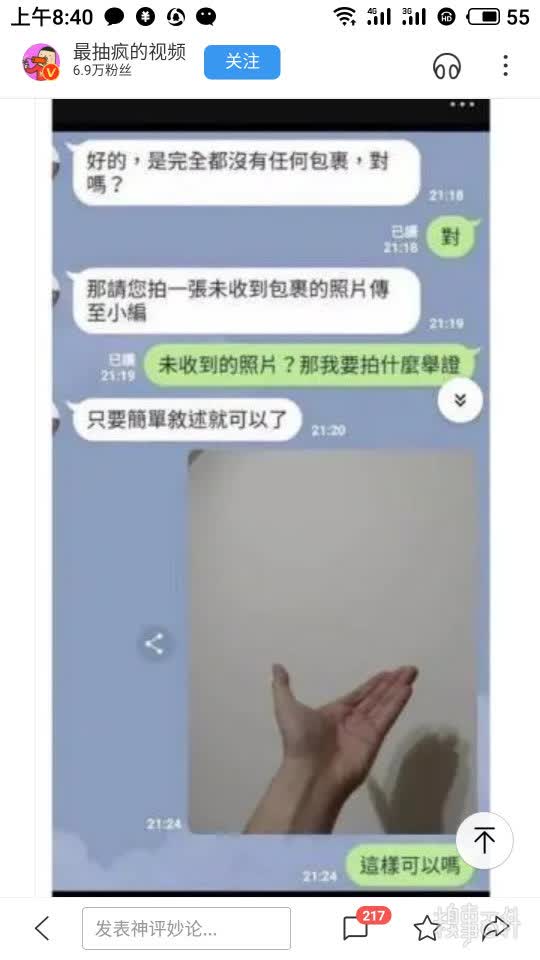 上午8:40
4G
3G
HD
55
最抽疯的视频
6.9万粉丝
关注
好的，是完全都沒有任何包裹，對
嗎？
21:18
已讀
21:18
對
那請您拍一張未收到包裹的照片傳
至小編
21:19
已讀
21:19
未收到的照片？那我要拍什麼舉證
只要簡單敘述就可以了
21:20
21:24
21:24
這樣可以嗎
发表神评妙论...
217